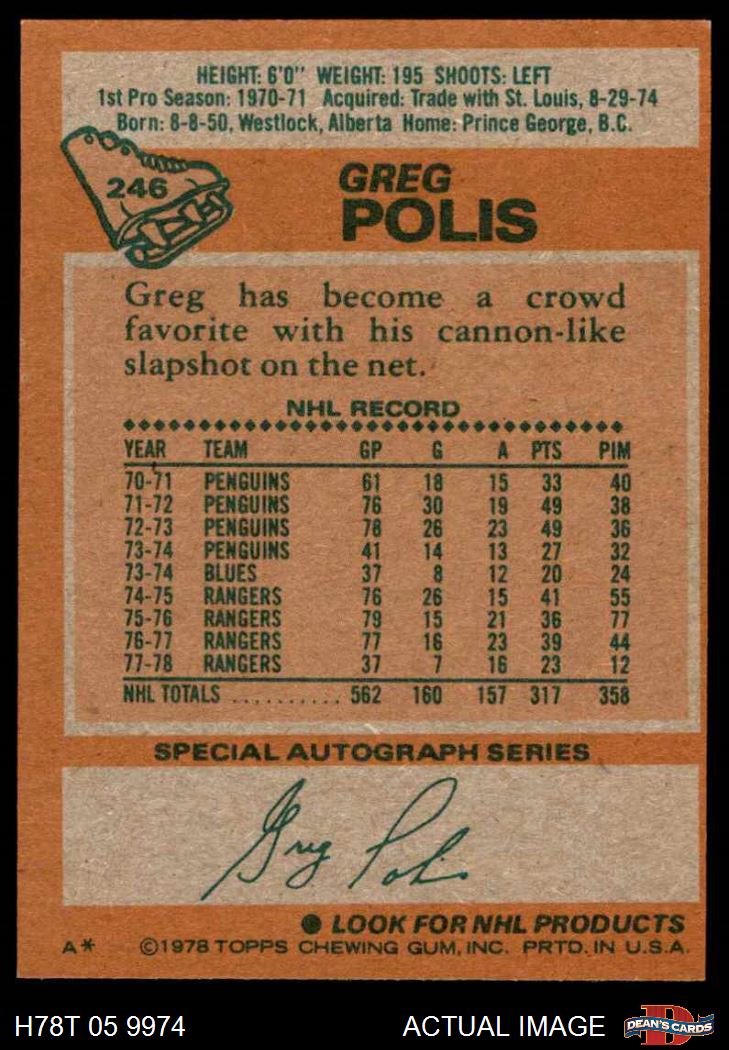 HEIGHT: 6'0" WEIGHT: 195 SHOOTS: LEFT
1st Pro Season: 1970-71 Acquired: Trade with St. Louis, 8-29-74
Born: 8-8-50, Westlock, Alberta Home: Prince George, B.C.
246
GREG
POLIS
Greg has become a crowd
favorite with his cannon-like
slapshot on the net.
NHL RECORD
YEAR TEAM GP G A PTS PIM
70-71 PENGUINS 61 18 15 33 40
71-72 PENGUINS 76 30 19 49 38
72-73 PENGUINS 78 26 23 49 36
73-74 PENGUINS 41 14 13 27 32
73-74 BLUES 37 8 12 20 24
74-75 RANGERS 76 26 15 41 55
75-76 RANGERS 79 15 21 36 77
76-77 RANGERS 77 16 23 39 44
77-78 RANGERS 37 7 16 23 12
NHL TOTALS .......... 562 160 157 317 358
SPECIAL AUTOGRAPH SERIES
Greg Polis
● LOOK FOR NHL PRODUCTS
A* ©1978 TOPPS CHEWING GUM, INC. PRTD. IN U.S.A.
H78T 05 9974 ACTUAL IMAGE DEAN'S CARDS